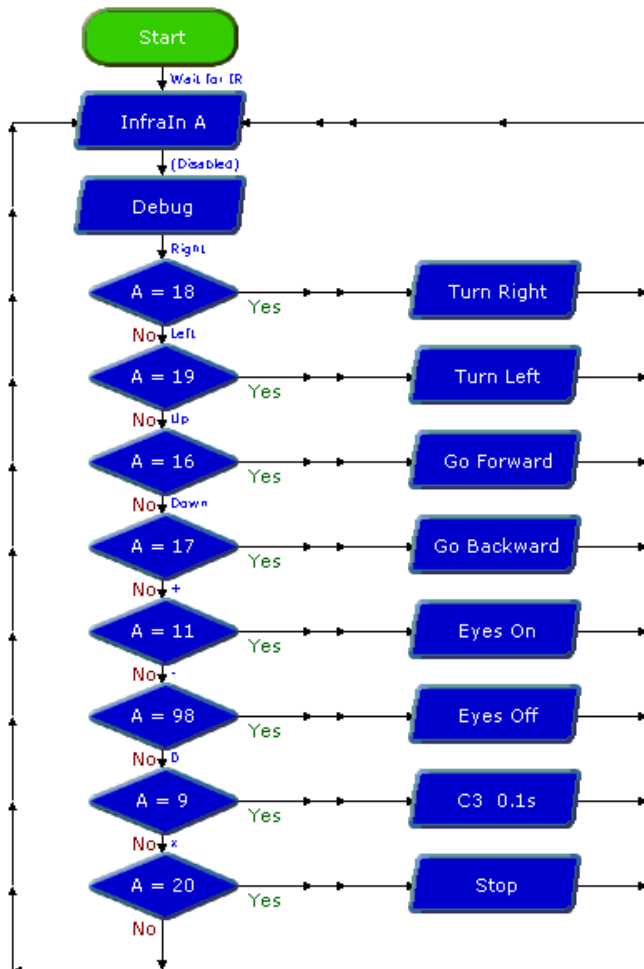 Start
Wait for IR
InfraIn A
(Disabled)
Debug
Right
A = 18
Yes
Turn Right
No
Left
A = 19
Yes
Turn Left
No
Up
A = 16
Yes
Go Forward
No
Down
A = 17
Yes
Go Backward
No
+
A = 11
Yes
Eyes On
No
-
A = 98
Yes
Eyes Off
No
D
A = 9
Yes
C3 0.1s
No
x
A = 20
Yes
Stop
No